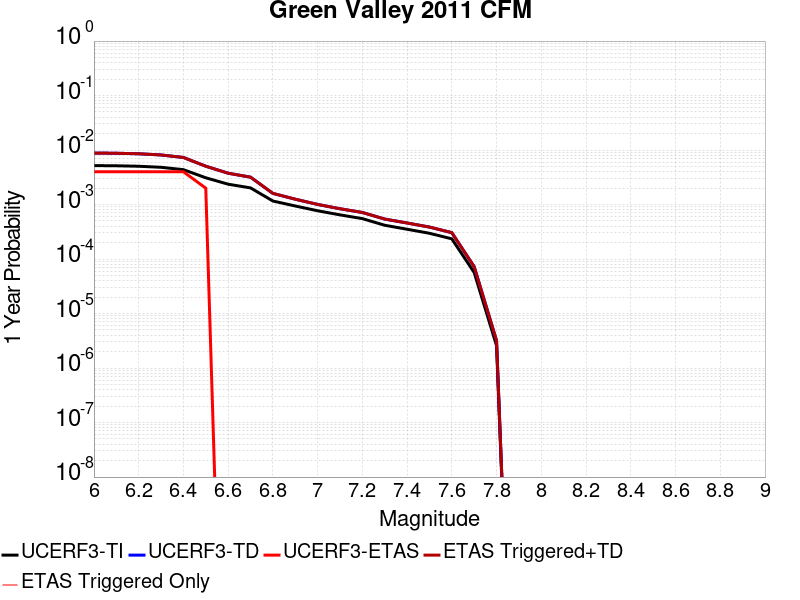 Green Valley 2011 CFM
1 Year Probability
10^0
10^-1
10^-2
10^-3
10^-4
10^-5
10^-6
10^-7
10^-8
6 6.2 6.4 6.6 6.8 7 7.2 7.4 7.6 7.8 8 8.2 8.4 8.6 8.8 9
Magnitude
UCERF3-TI UCERF3-TD UCERF3-ETAS ETAS Triggered+TD
ETAS Triggered Only